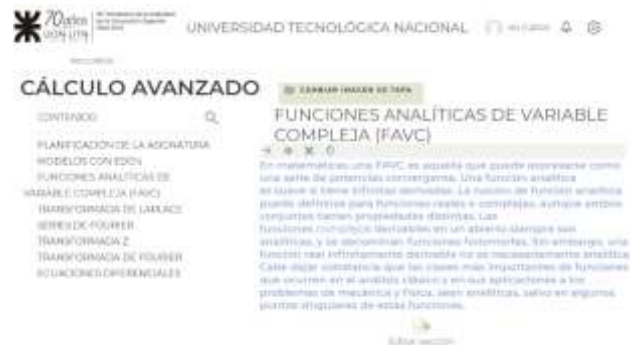 70años
UCN UTN
UNIVERSIDAD TECNOLÓGICA NACIONAL
RECURSOS
CÁLCULO AVANZADO
CAMBIAR IMAGEN DE TAPA
CONTENIDO
FUNCIONES ANALÍTICAS DE VARIABLE
COMPLEJA (FAVC)
PLANIFICACIÓN DE LA ASIGNATURA
MODELOS CON EDOS
FUNCIONES ANALÍTICAS DE
VARIABLE COMPLEJA (FAVC)
TRANSFORMADA DE LAPLACE
SERIES DE FOURIER
TRANSFORMADA Z
TRANSFORMADA DE FOURIER
ECUACIONES DIFERENCIALES
En matemáticas una FAVC es aquella que puede expresarse como
una serie de potencias convergente. Una función analítica
es suave si tiene infinitas derivadas. La noción de función analítica
puede definirse para funciones reales o complejas, aunque ambos
conjuntos tienen propiedades distintas. Las
funciones complejas derivables en un abierto siempre son
analíticas, y se denominan funciones holomorfas. Sin embargo, una
función real infinitamente derivable no es necesariamente analítica.
Cabe dejar constancia que las clases más importantes de funciones
que ocurren en el análisis clásico y en sus aplicaciones a los
problemas de mecánica y física, sean analíticas, salvo en algunos
puntos singulares de estas funciones.